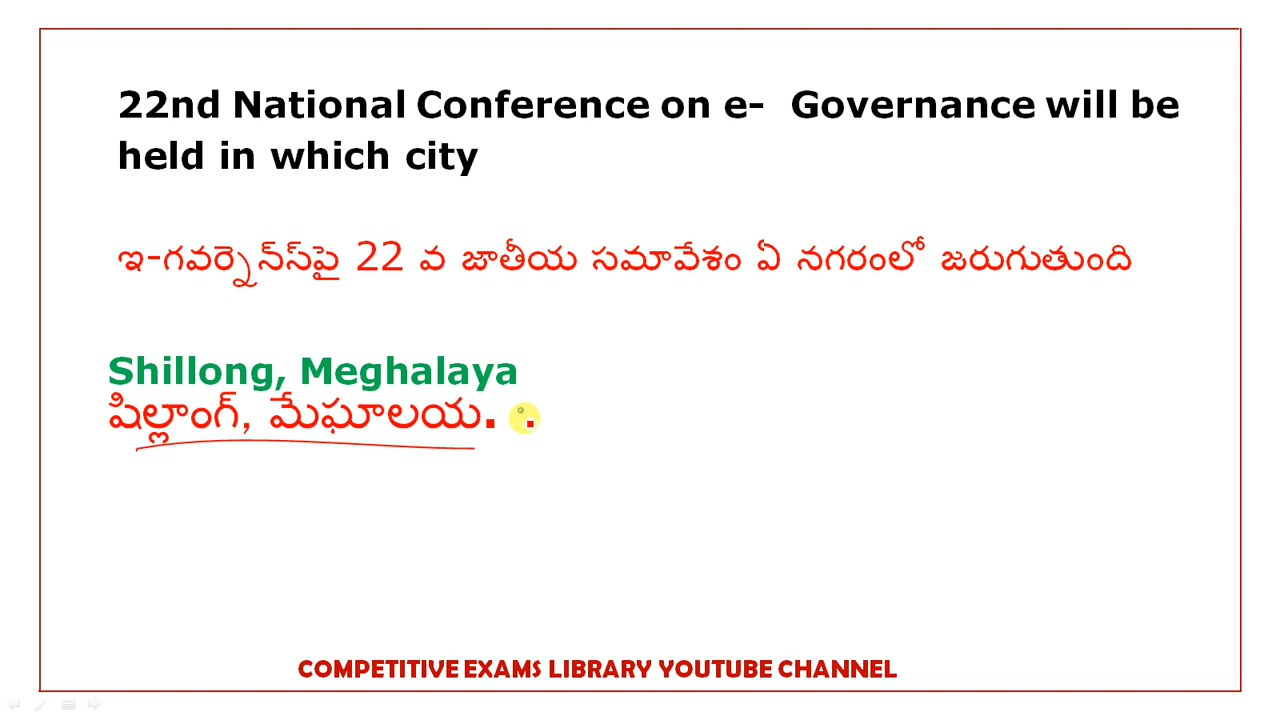 22nd National Conference on e- Governance will be
held in which city
ఇ-గవర్నెన్స్‌పై 22 వ జాతీయ సమావేశం ఏ నగరంలో జరుగుతుంది
Shillong, Meghalaya
షిల్లాంగ్, మేఘాలయ. .
COMPETITIVE EXAMS LIBRARY YOUTUBE CHANNEL